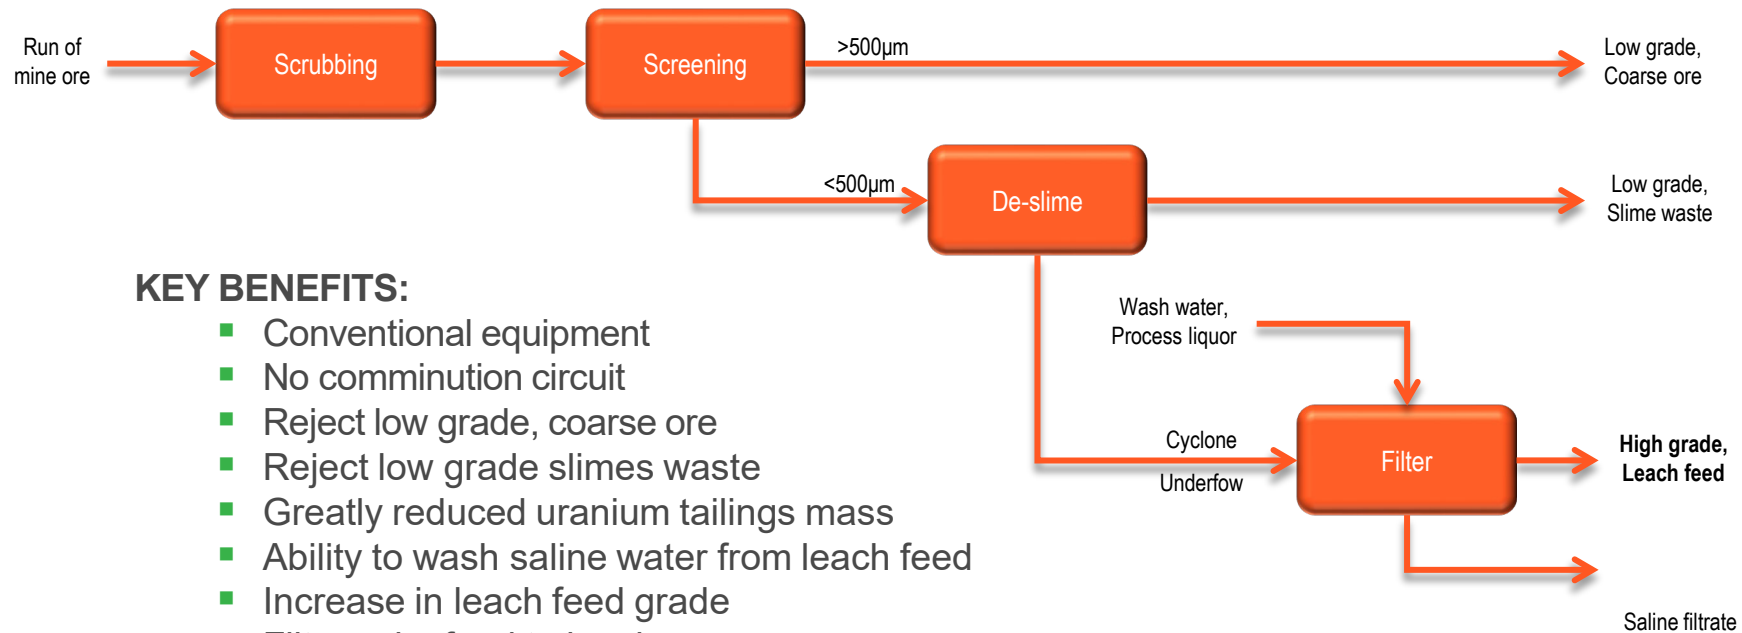 Run of
mine ore
Scrubbing
Screening
>500µm
Low grade,
Coarse ore
<500µm
De-slime
Low grade,
Slime waste
KEY BENEFITS:
Conventional equipment
No comminution circuit
Reject low grade, coarse ore
Reject low grade slimes waste
Greatly reduced uranium tailings mass
Ability to wash saline water from leach feed
Increase in leach feed grade
Wash water,
Process liquor
Cyclone
Underfow
Filter
High grade,
Leach feed
Saline filtrate